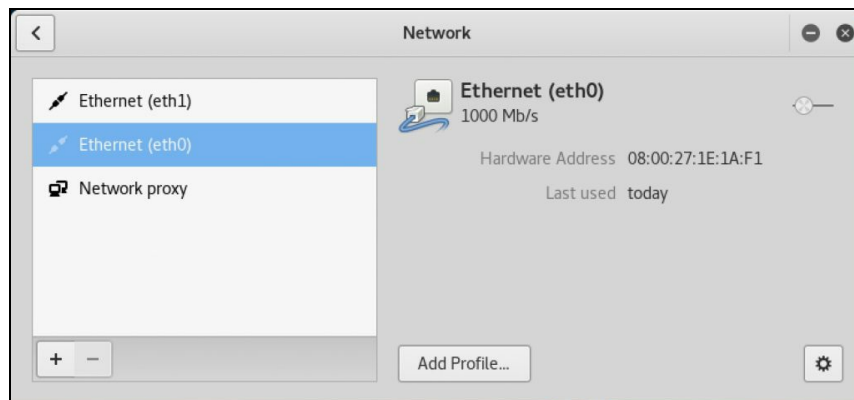 Network
Ethernet (eth1)
Ethernet (eth0)
Network proxy
Ethernet (eth0)
1000 Mb/s
Hardware Address 08:00:27:1E:1A:F1
Last used today
+ −
Add Profile...